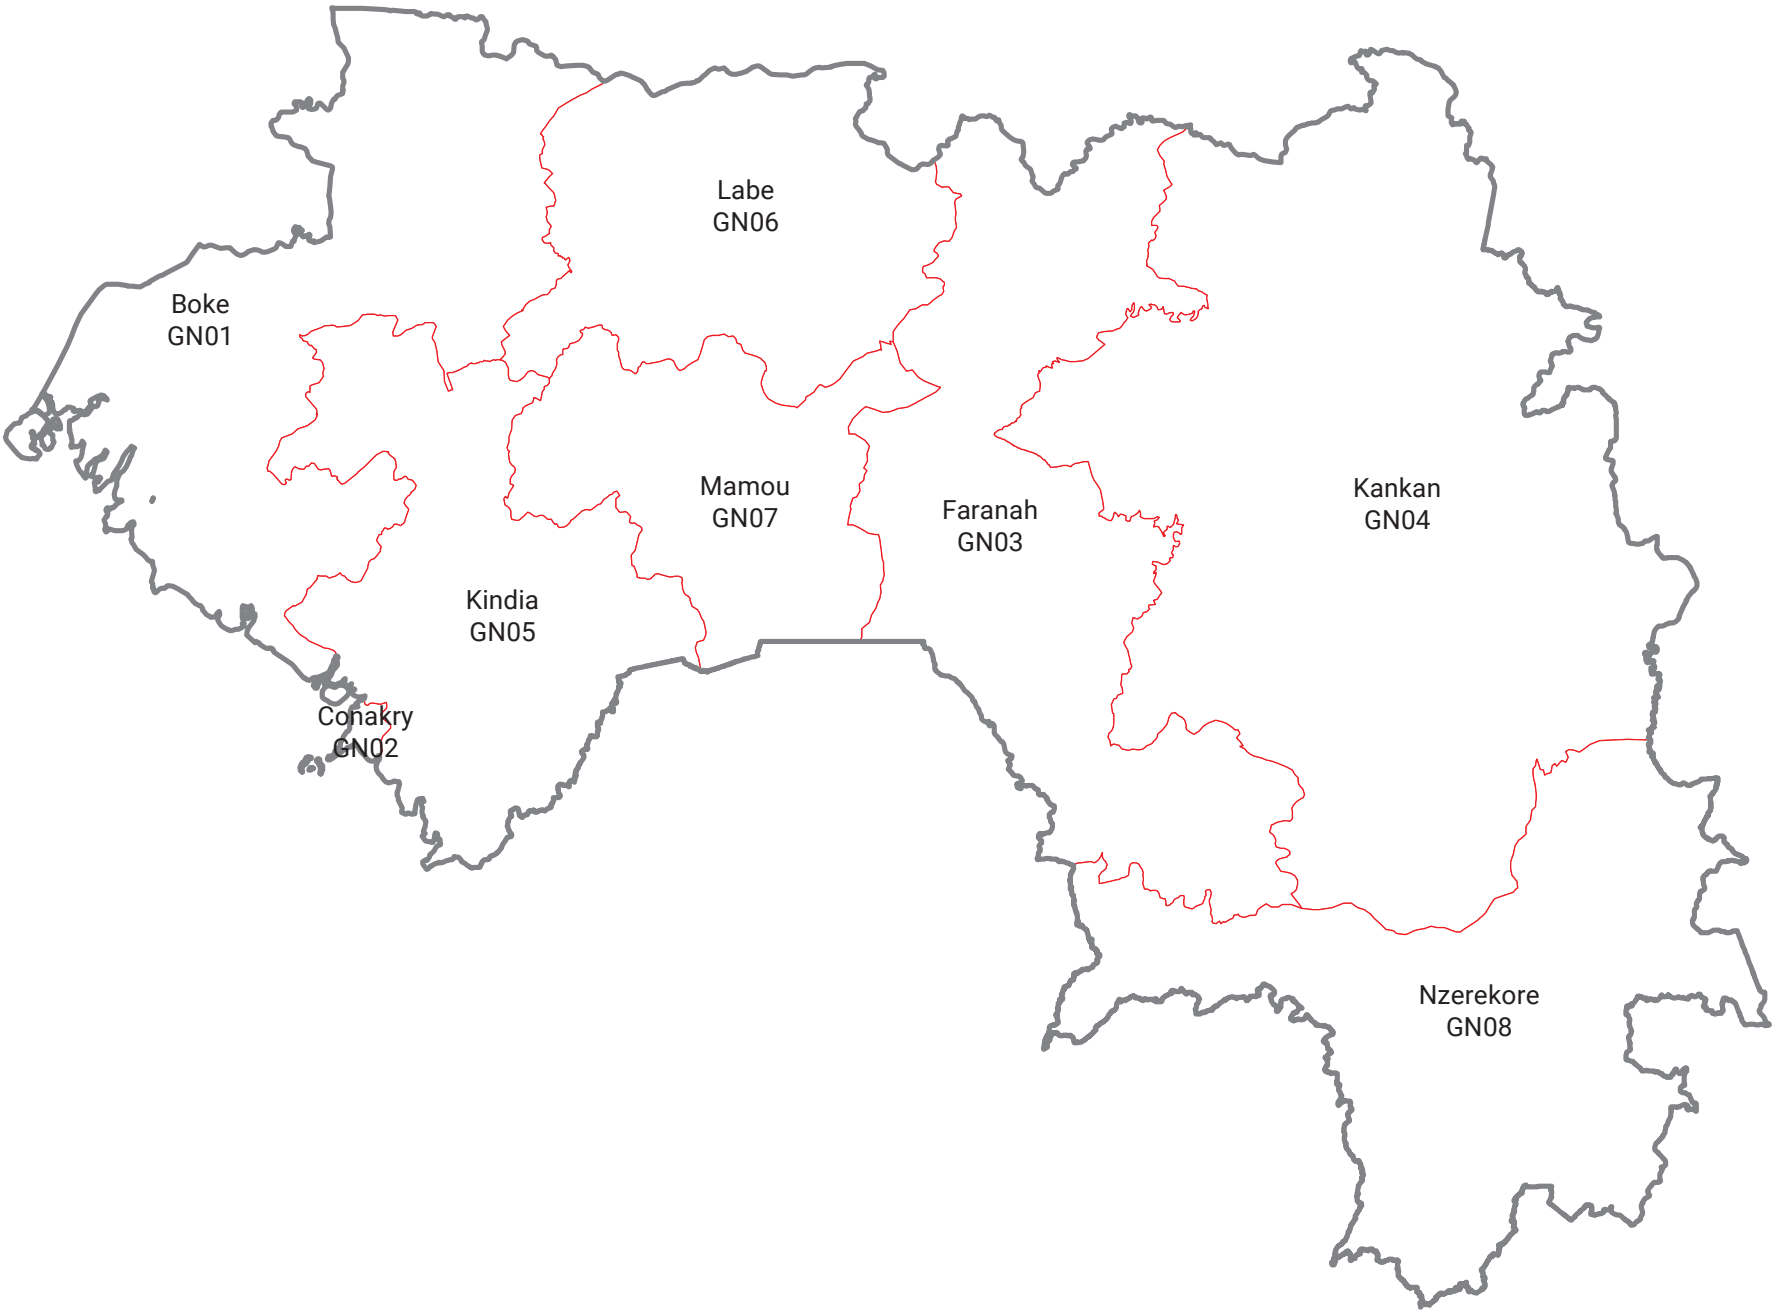 Labe
GN06
Boke
GN01
Mamou
GN07
Faranah
GN03
Kankan
GN04
Kindia
GN05
Conakry
GN02
Nzerekore
GN08